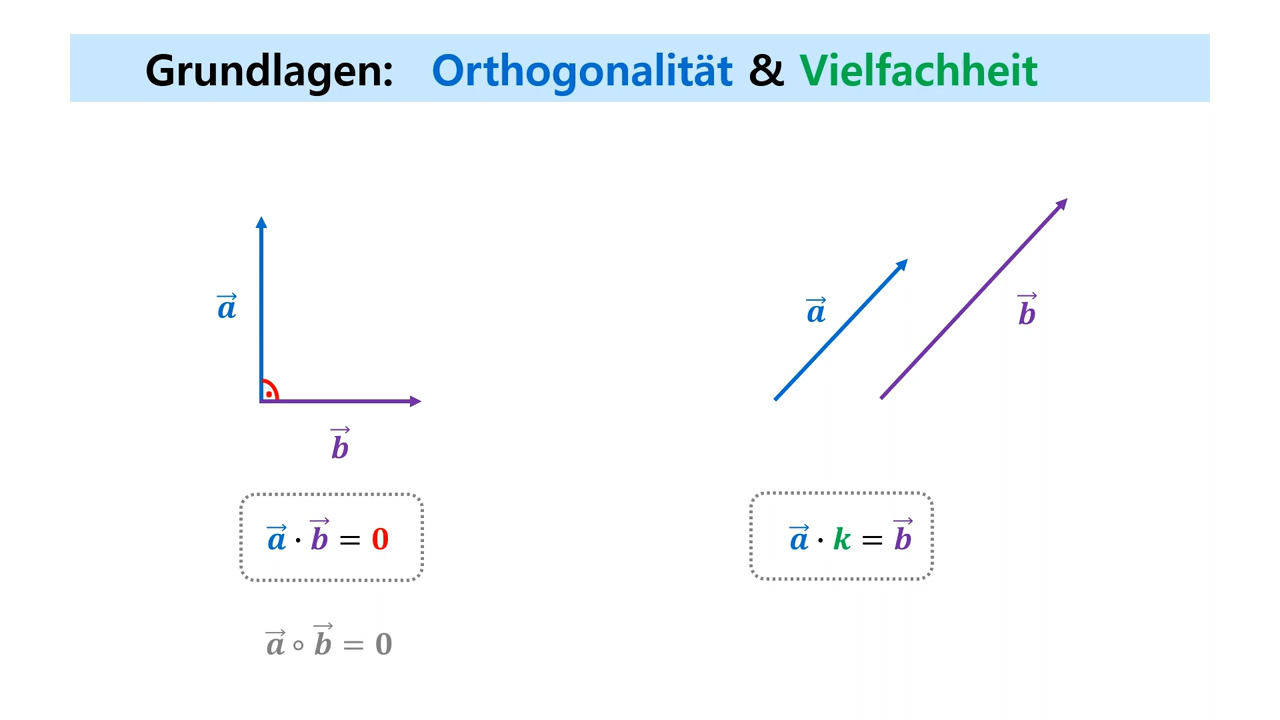 Grundlagen: Orthogonalität & Vielfachheit
a⃗
b⃗
a⃗ · b⃗ = 0
a⃗ ∘ b⃗ = 0
a⃗
b⃗
a⃗ · k = b⃗